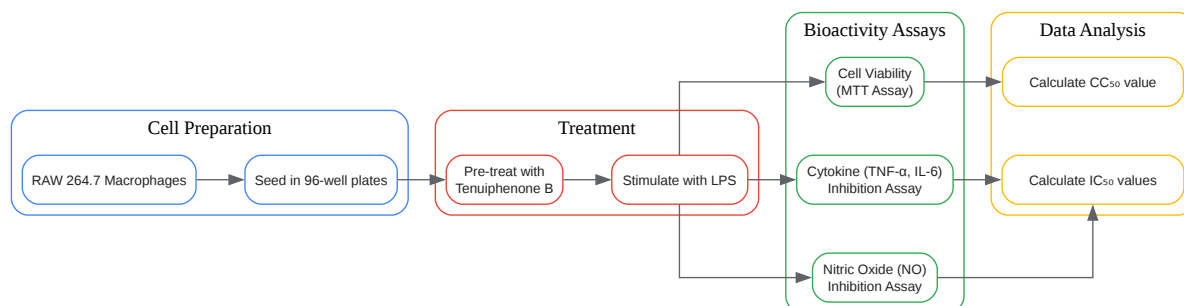 Cell Preparation
RAW 264.7 Macrophages
Seed in 96-well plates
Treatment
Pre-treat with
Tenuiphenone B
Stimulate with LPS
Bioactivity Assays
Cell Viability
(MTT Assay)
Cytokine (TNF-α, IL-6)
Inhibition Assay
Nitric Oxide (NO)
Inhibition Assay
Data Analysis
Calculate CC₅₀ value
Calculate IC₅₀ values